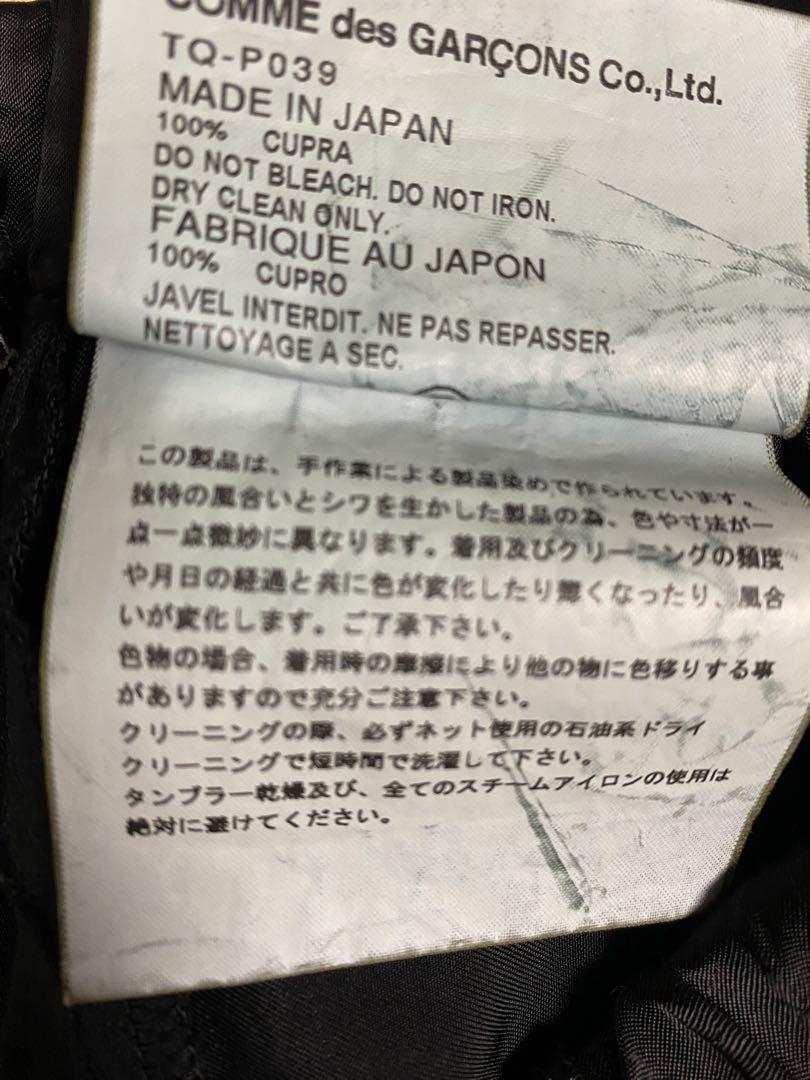 COMME des GARÇONS Co.,Ltd.
TQ-P039
MADE IN JAPAN
100% CUPRA
DO NOT BLEACH. DO NOT IRON.
DRY CLEAN ONLY.
FABRIQUE AU JAPON
100% CUPRO
JAVEL INTERDIT. NE PAS REPASSER.
NETTOYAGE A SEC.
この製品は、手作業による製品染めで作られています。
独特の風合いとシワを生かした製品の為、色や寸法が一
点一点微妙に異なります。着用及びクリーニングの頻度
や月日の経過と共に色が変化したり薄くなったり、風合
いが変化します。ご了承下さい。
色物の場合、着用時の摩擦により他の物に色移りする事
がありますので充分ご注意下さい。
クリーニングの際、必ずネット使用の石油系ドライ
クリーニングで短時間で洗濯して下さい。
タンブラー乾燥及び、全てのスチームアイロンの使用は
絶対に避けてください。